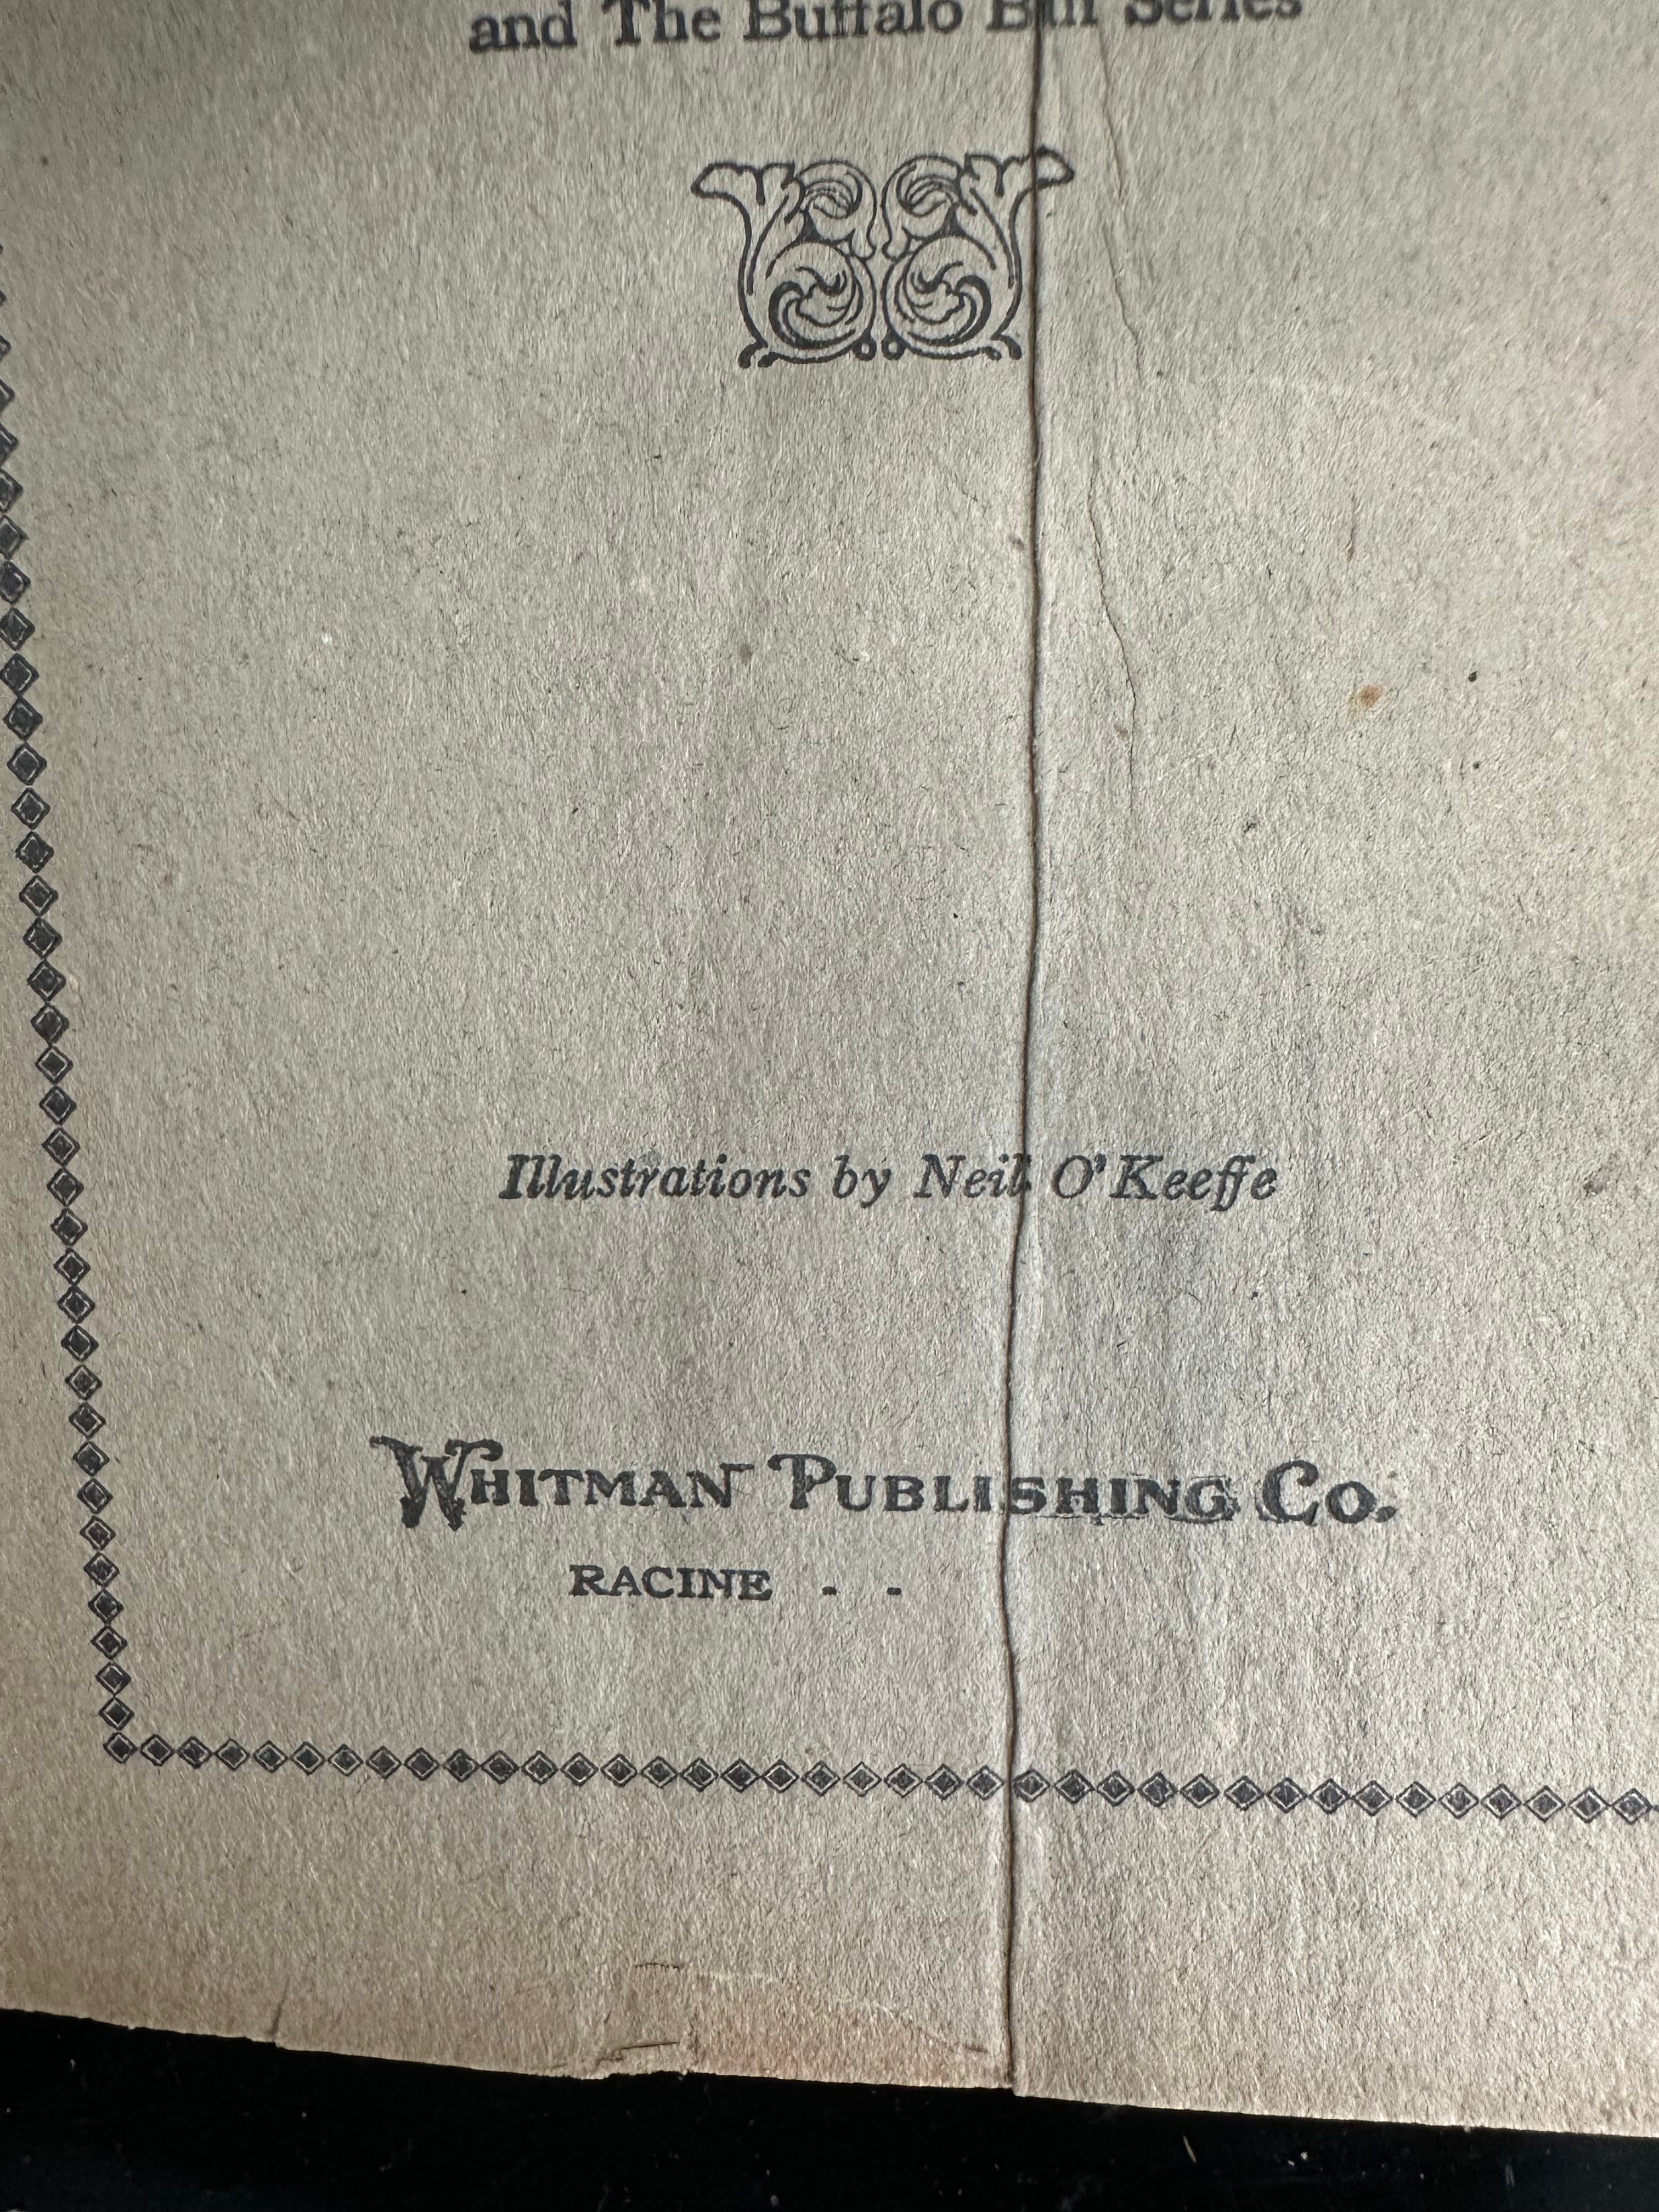 and The Buffalo Bill Series
Illustrations by Neil O'Keeffe
WHITMAN PUBLISHING CO.
RACINE - -